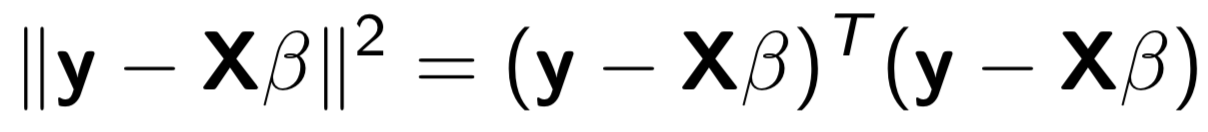 ‖𝐲 − 𝐗β‖² = (𝐲 − 𝐗β)ᵀ(𝐲 − 𝐗β)